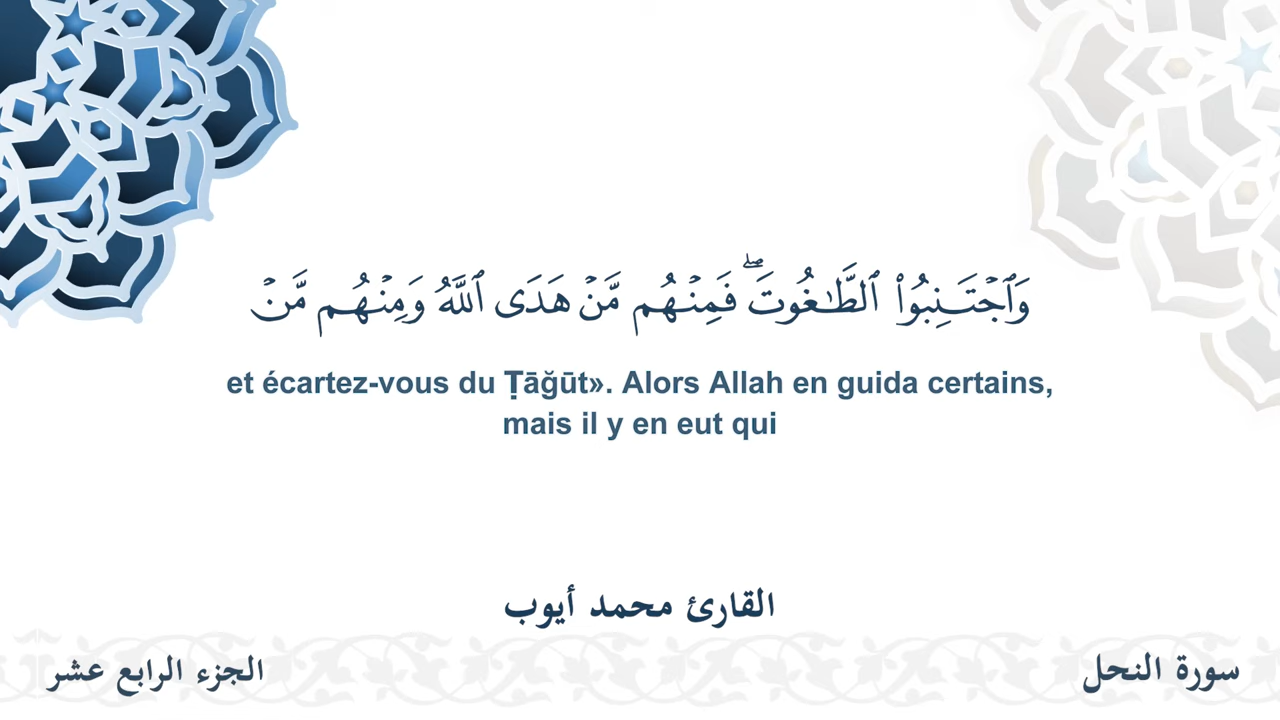 وَٱجۡتَـنِبُوا۟ ٱلطَّـٰغُوتَۖ فَمِنۡهُم مَّنۡ هَدَى ٱللَّهُ وَمِنۡهُم مَّنۡ
et écartez-vous du Ṭāğūt». Alors Allah en guida certains,
mais il y en eut qui
القارئ محمد أيوب
سورة النحل
الجزء الرابع عشر